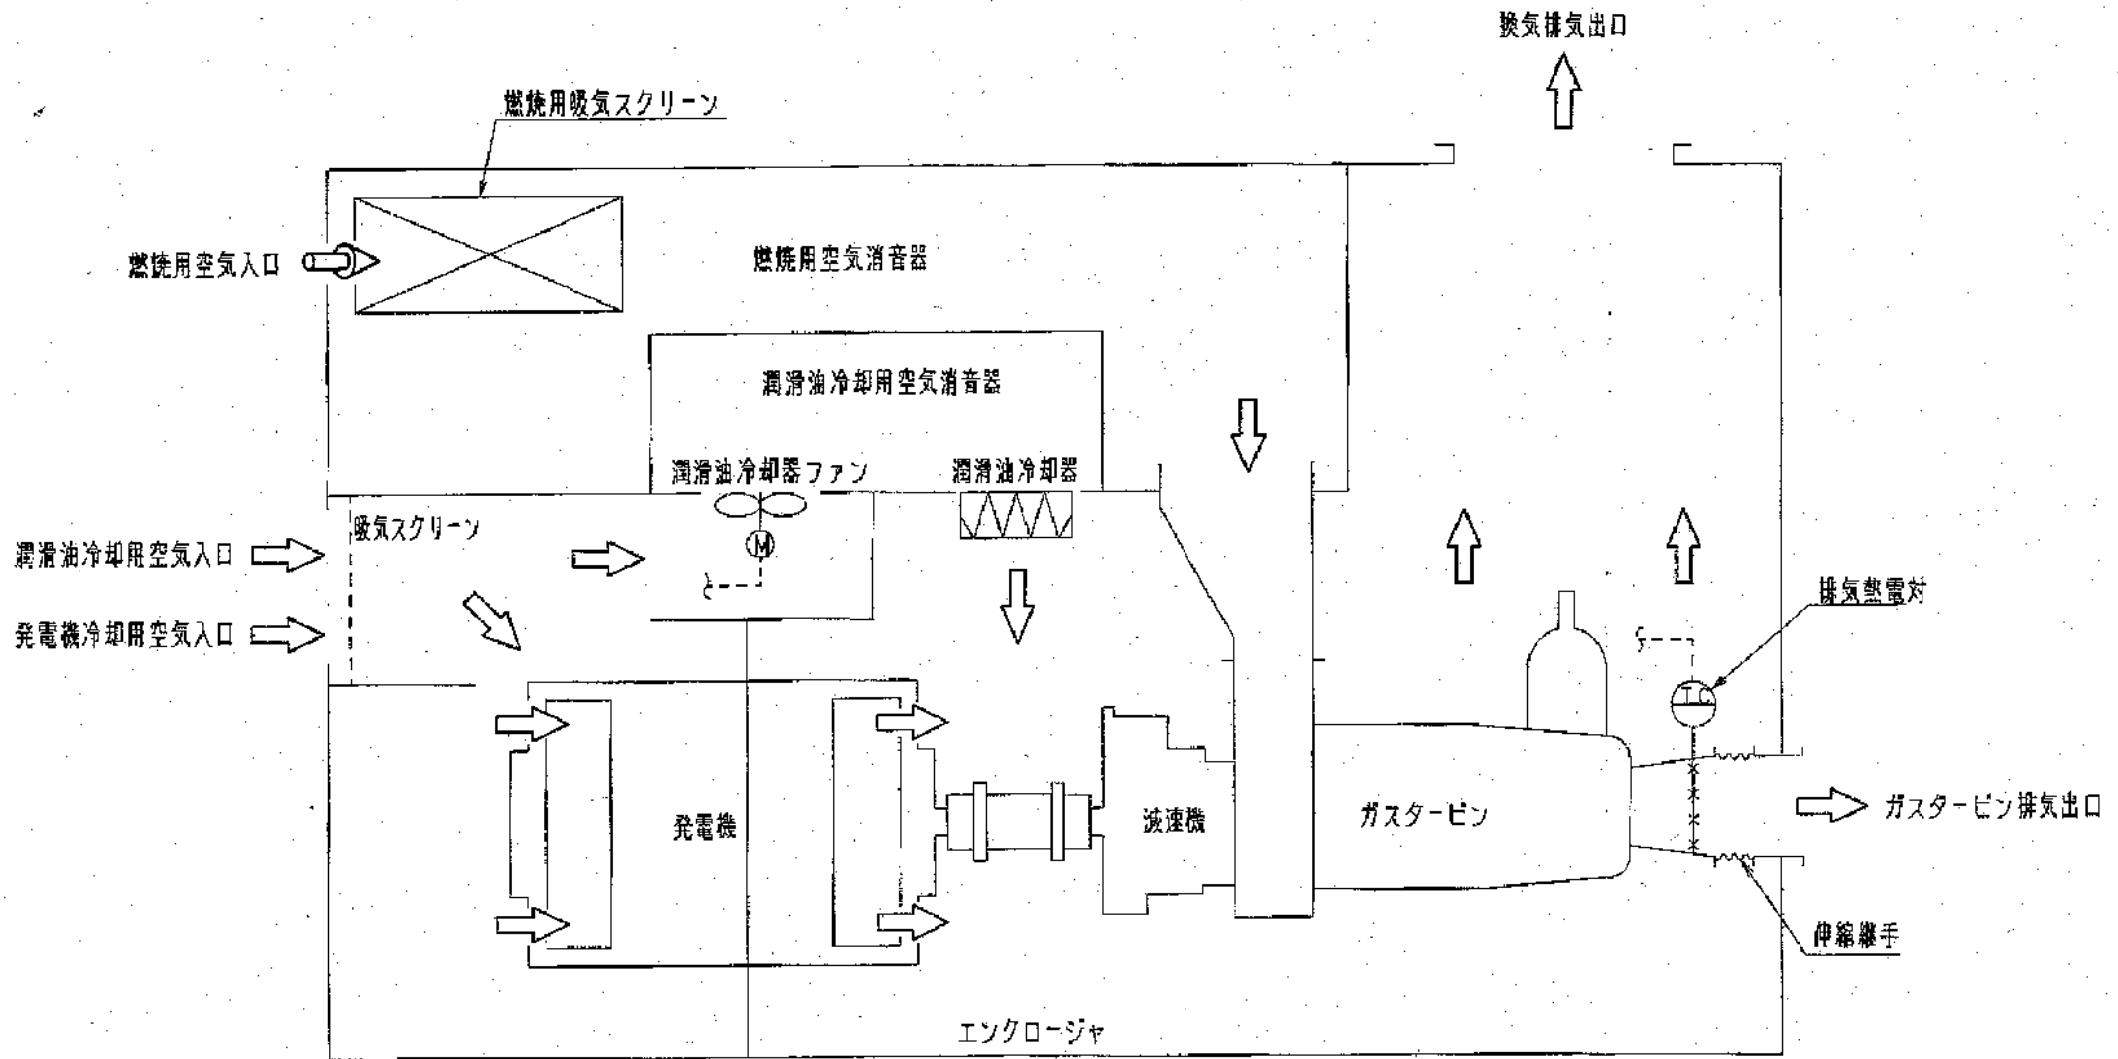 換気排気出口
燃焼用吸気スクリーン
燃焼用空気入口
燃焼用空気消音器
潤滑油冷却用空気消音器
潤滑油冷却器ファン
潤滑油冷却器
吸気スクリーン
潤滑油冷却用空気入口
M
排気熱電対
発電機冷却用空気入口
TC
発電機
減速機
ガスタービン
ガスタービン排気出口
伸縮継手
エンクロージャ